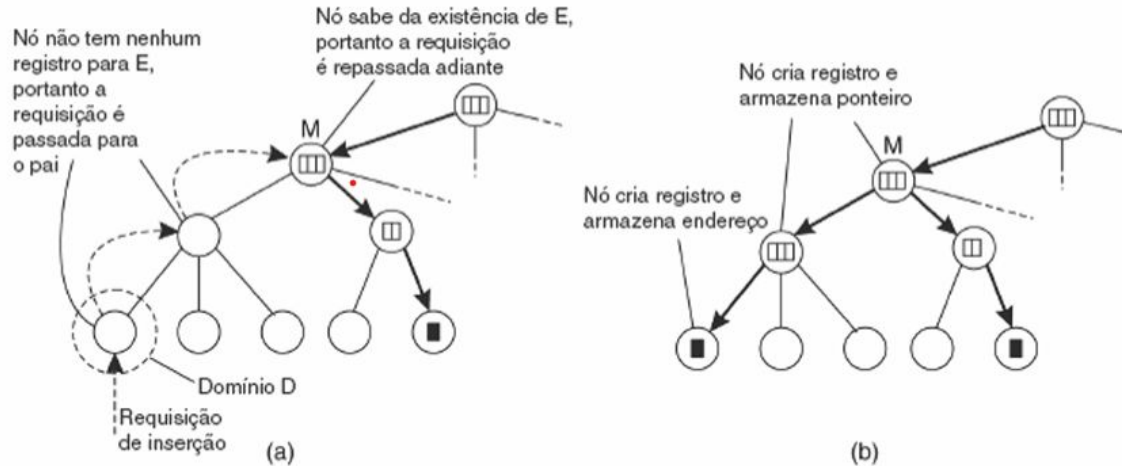 Nó não tem nenhum
registro para E,
portanto a
requisição é
passada para
o pai
Nó sabe da existência de E,
portanto a requisição
é repassada adiante
M
Domínio D
Requisição
de inserção
(a)
Nó cria registro e
armazena ponteiro
M
Nó cria registro e
armazena endereço
(b)